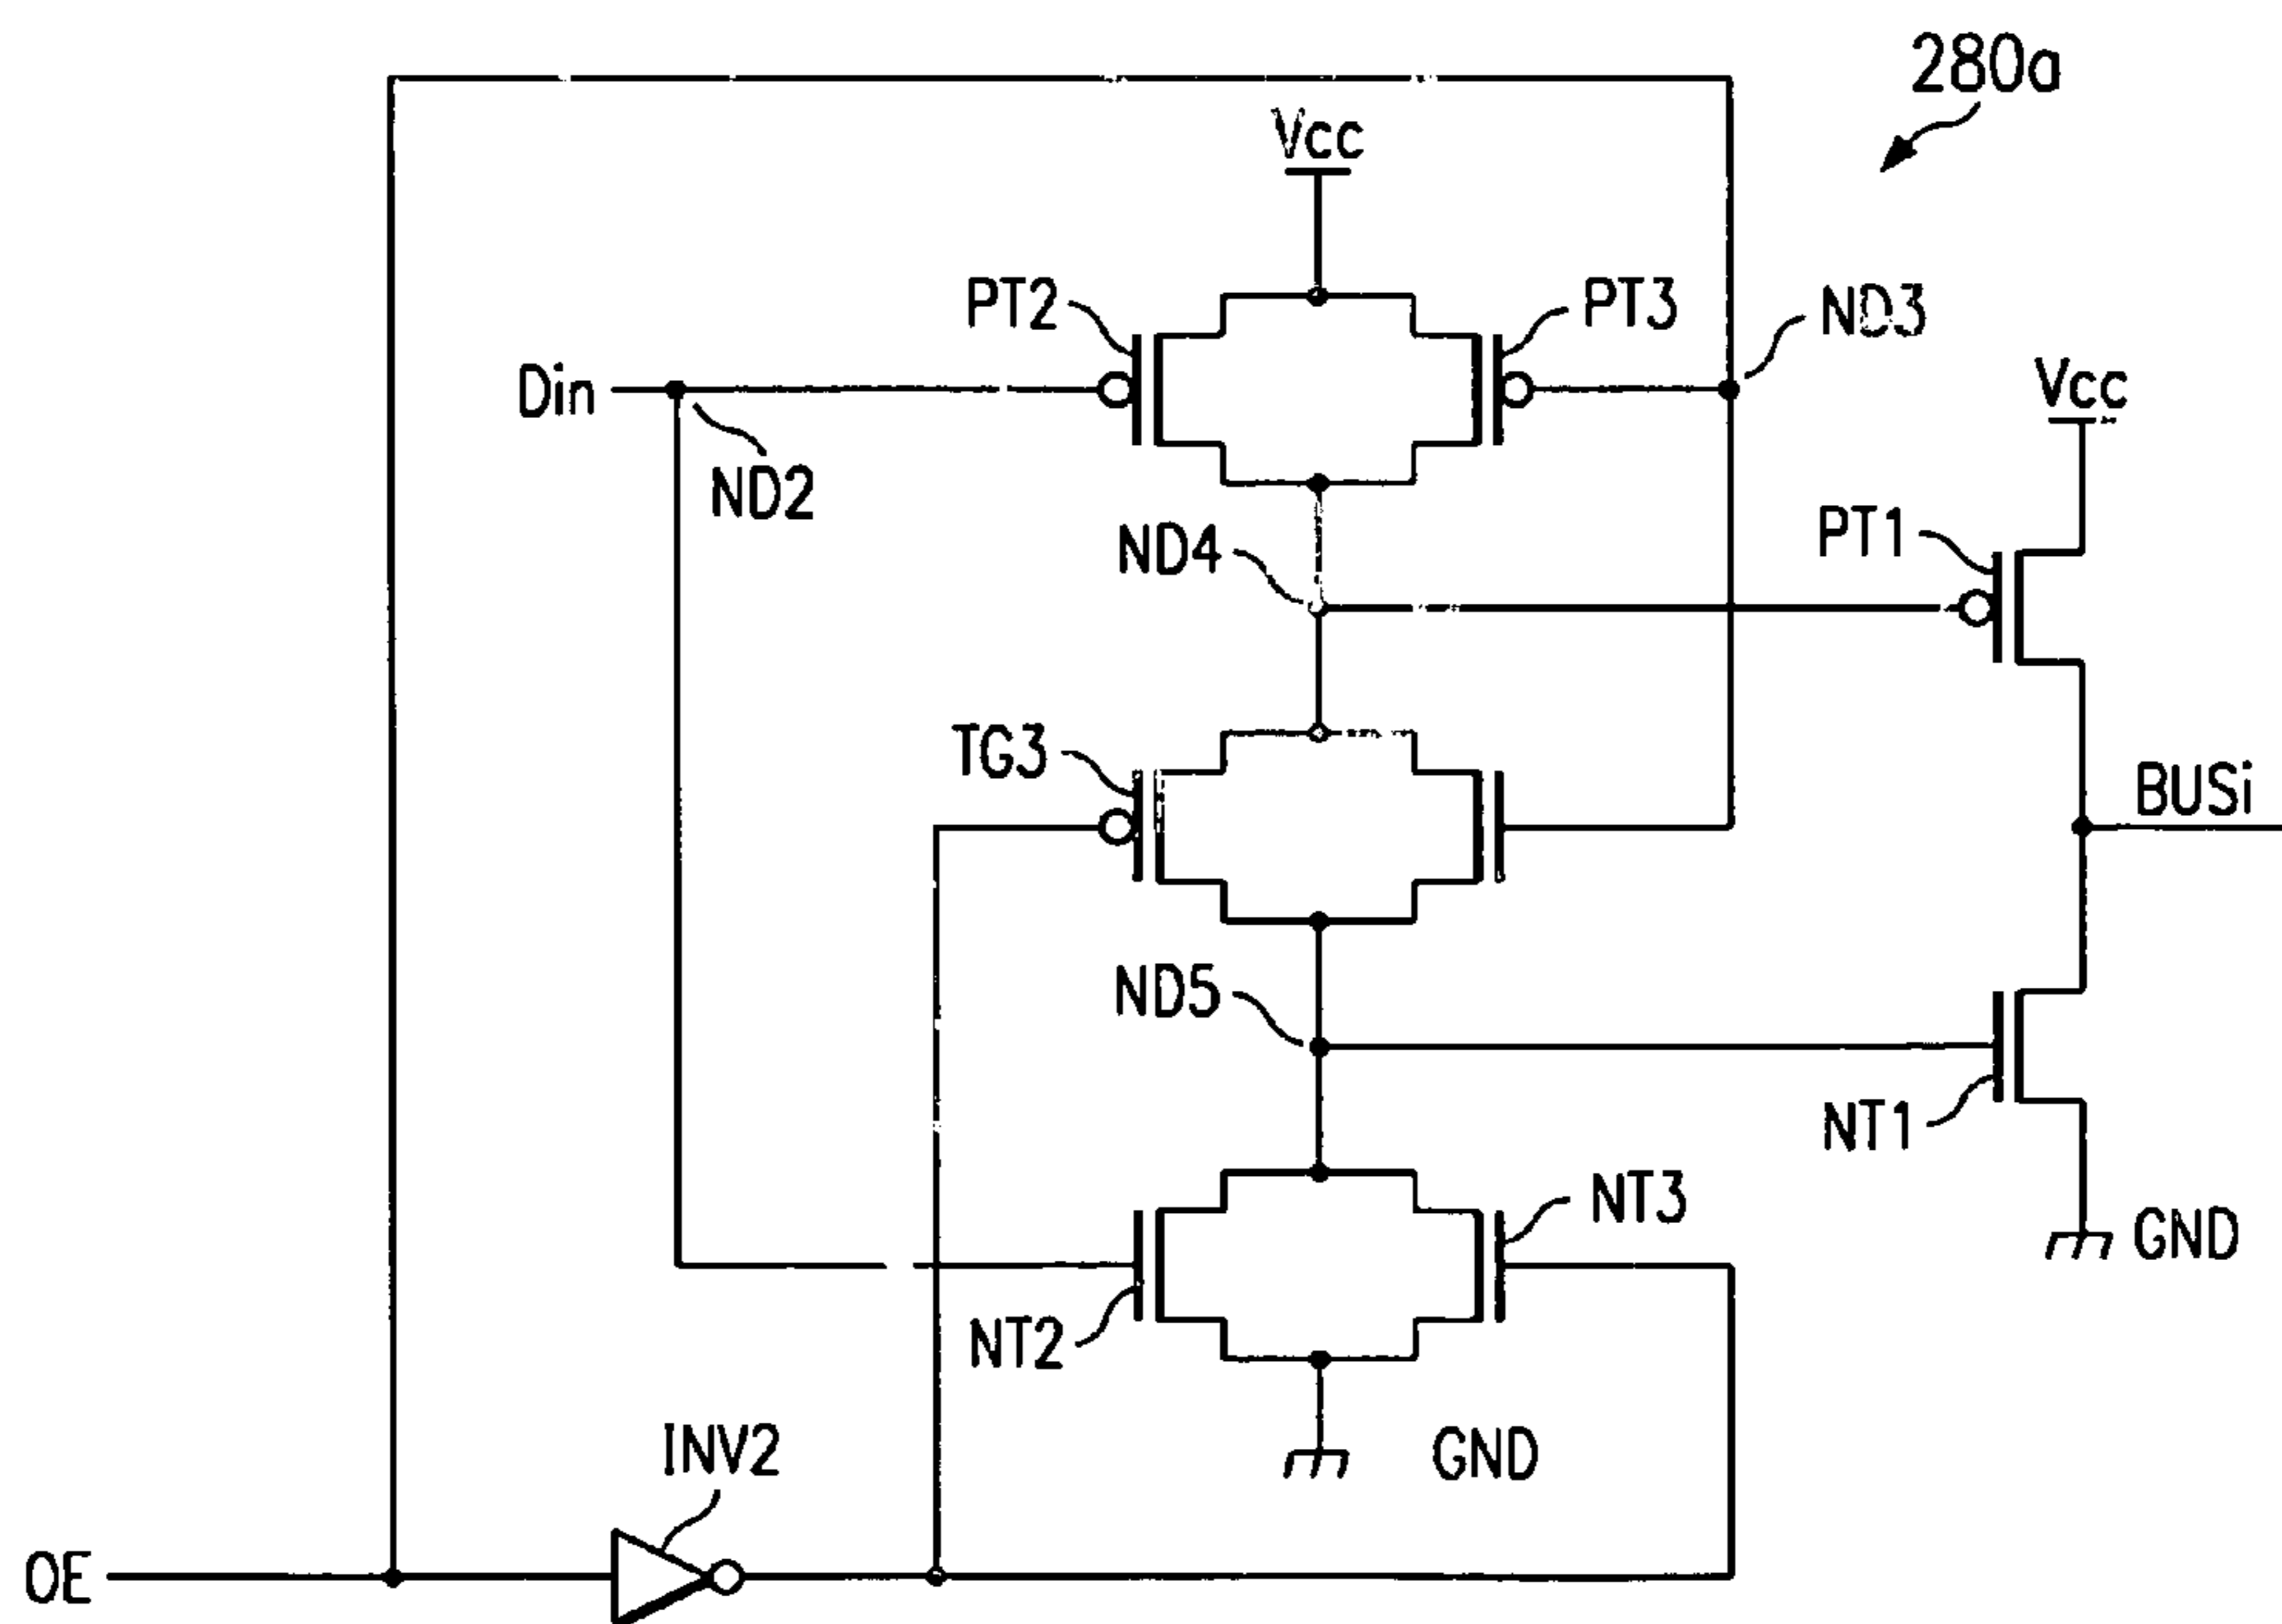 280a
Vcc
PT2
PT3
ND3
Din
Vcc
ND2
PT1
ND4
TG3
BUSi
ND5
NT1
NT3
GND
NT2
INV2
GND
OE